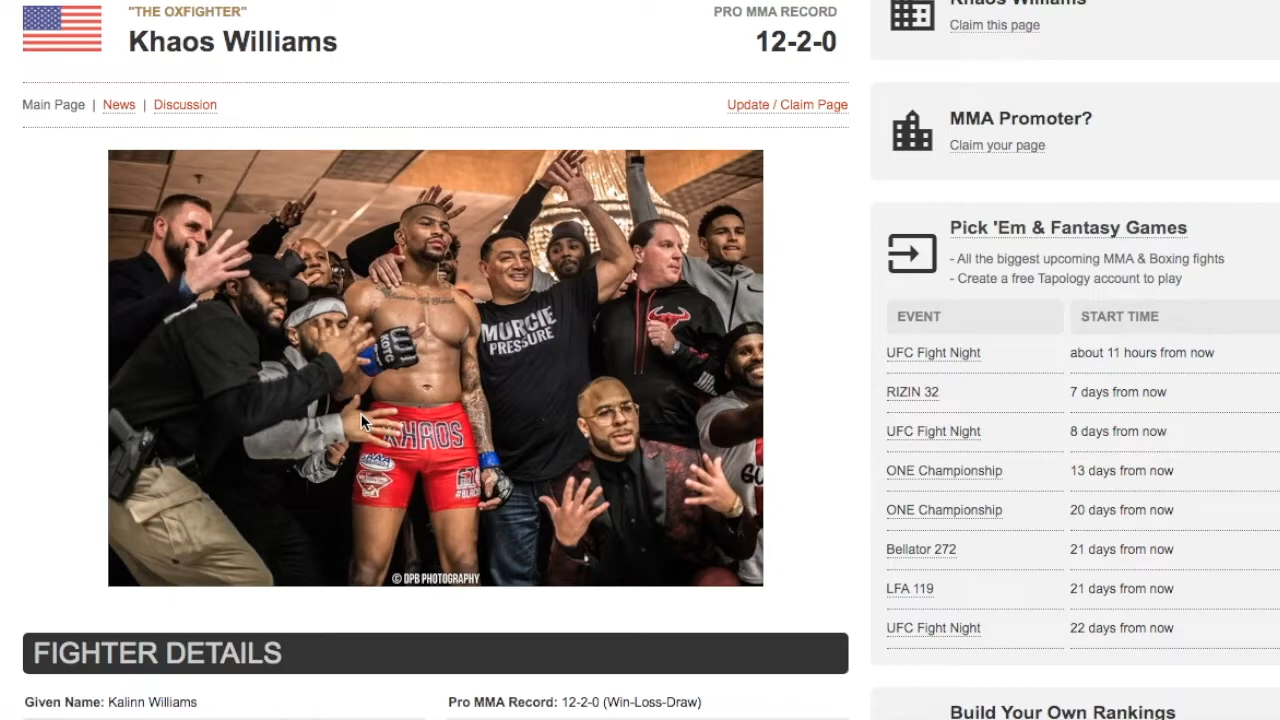 "THE OXFIGHTER"
Khaos Williams
PRO MMA RECORD
12-2-0
Main Page | News | Discussion
Update / Claim Page
MURCIE
PRESSURE
KOTC
KHAOS
© DPB PHOTOGRAPHY
FIGHTER DETAILS
Given Name: Kalinn Williams
Pro MMA Record: 12-2-0 (Win-Loss-Draw)
Khaos Williams
Claim this page
MMA Promoter?
Claim your page
Pick 'Em & Fantasy Games
- All the biggest upcoming MMA & Boxing fights
- Create a free Tapology account to play
EVENT START TIME
UFC Fight Night about 11 hours from now
RIZIN 32 7 days from now
UFC Fight Night 8 days from now
ONE Championship 13 days from now
ONE Championship 20 days from now
Bellator 272 21 days from now
LFA 119 21 days from now
UFC Fight Night 22 days from now
Build Your Own Rankings